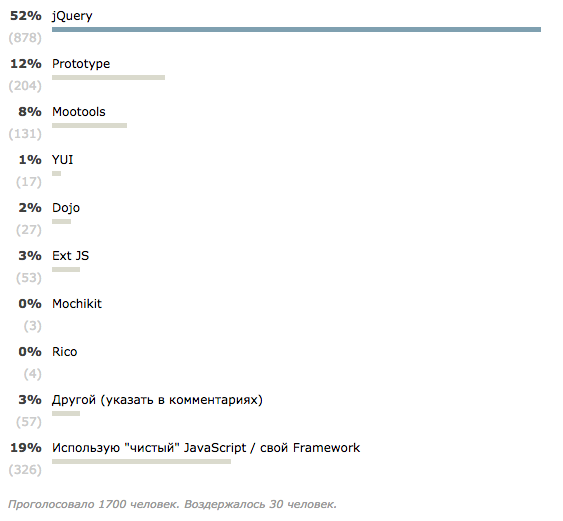 52% jQuery
(878)
12% Prototype
(204)
8% Mootools
(131)
1% YUI
(17)
2% Dojo
(27)
3% Ext JS
(53)
0% Mochikit
(3)
0% Rico
(4)
3% Другой (указать в комментариях)
(57)
19% Использую "чистый" JavaScript / свой Framework
(326)
Проголосовало 1700 человек. Воздержалось 30 человек.